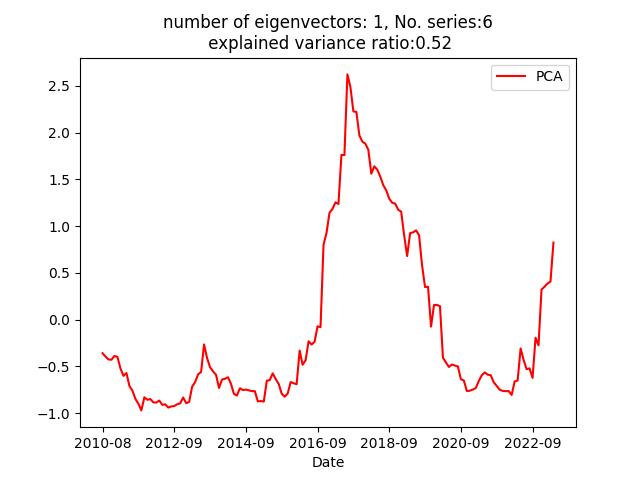 number of eigenvectors: 1, No. series:6
explained variance ratio:0.52
PCA
2.5
2.0
1.5
1.0
0.5
0.0
−0.5
−1.0
2010-08 2012-09 2014-09 2016-09 2018-09 2020-09 2022-09
Date